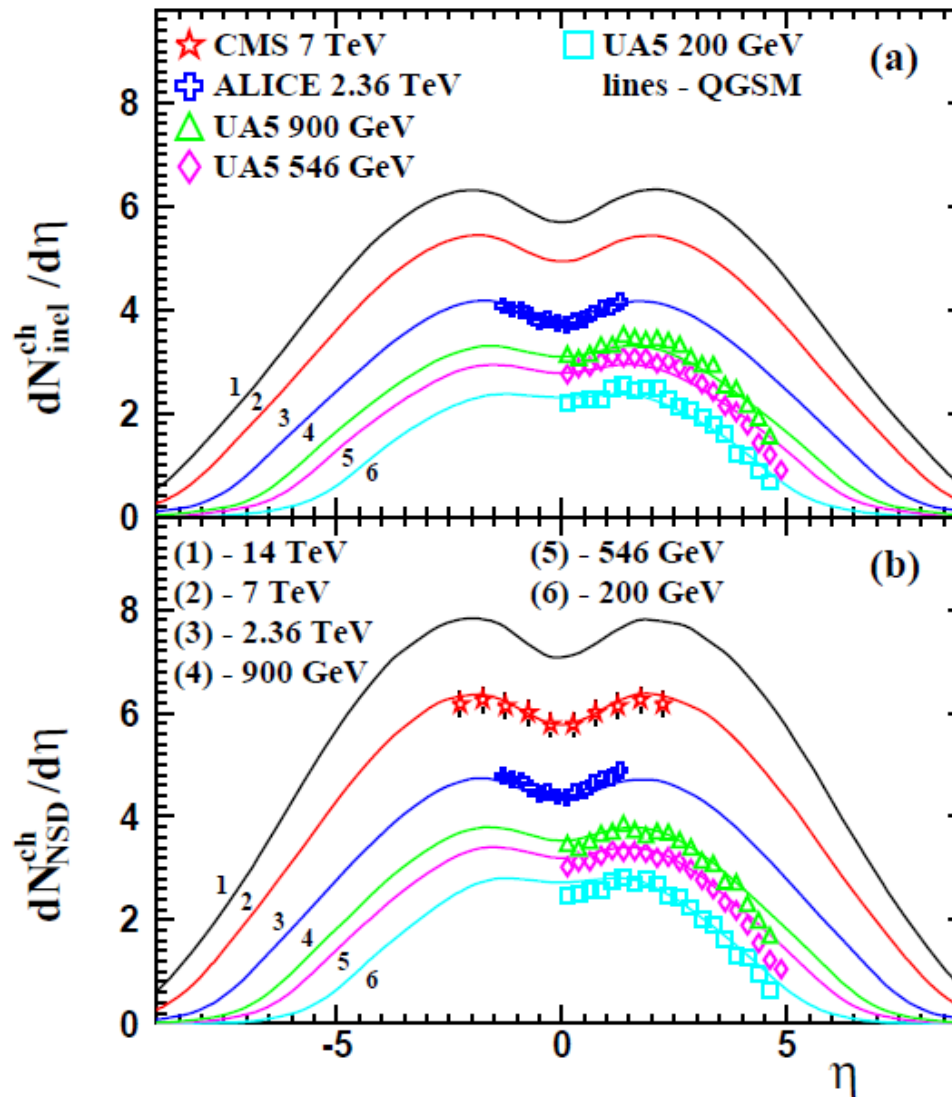 CMS 7 TeV
ALICE 2.36 TeV
UA5 900 GeV
UA5 546 GeV
UA5 200 GeV
lines - QGSM
(a)
dN^ch_inel /dη
8
6
4
2
0
1
2
3
4
5
6
(1) - 14 TeV
(2) - 7 TeV
(3) - 2.36 TeV
(4) - 900 GeV
(5) - 546 GeV
(6) - 200 GeV
(b)
dN^ch_NSD /dη
8
6
4
2
0
1
2
3
4
5
6
-5
0
5
η